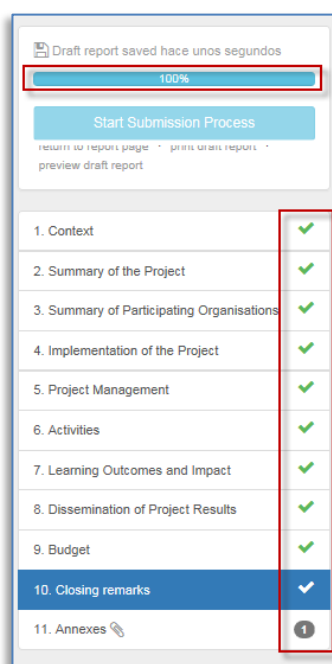 Draft report saved hace unos segundos
100%
Start Submission Process
return to report page · print draft report ·
preview draft report
1. Context
2. Summary of the Project
3. Summary of Participating Organisations
4. Implementation of the Project
5. Project Management
6. Activities
7. Learning Outcomes and Impact
8. Dissemination of Project Results
9. Budget
10. Closing remarks
11. Annexes 1